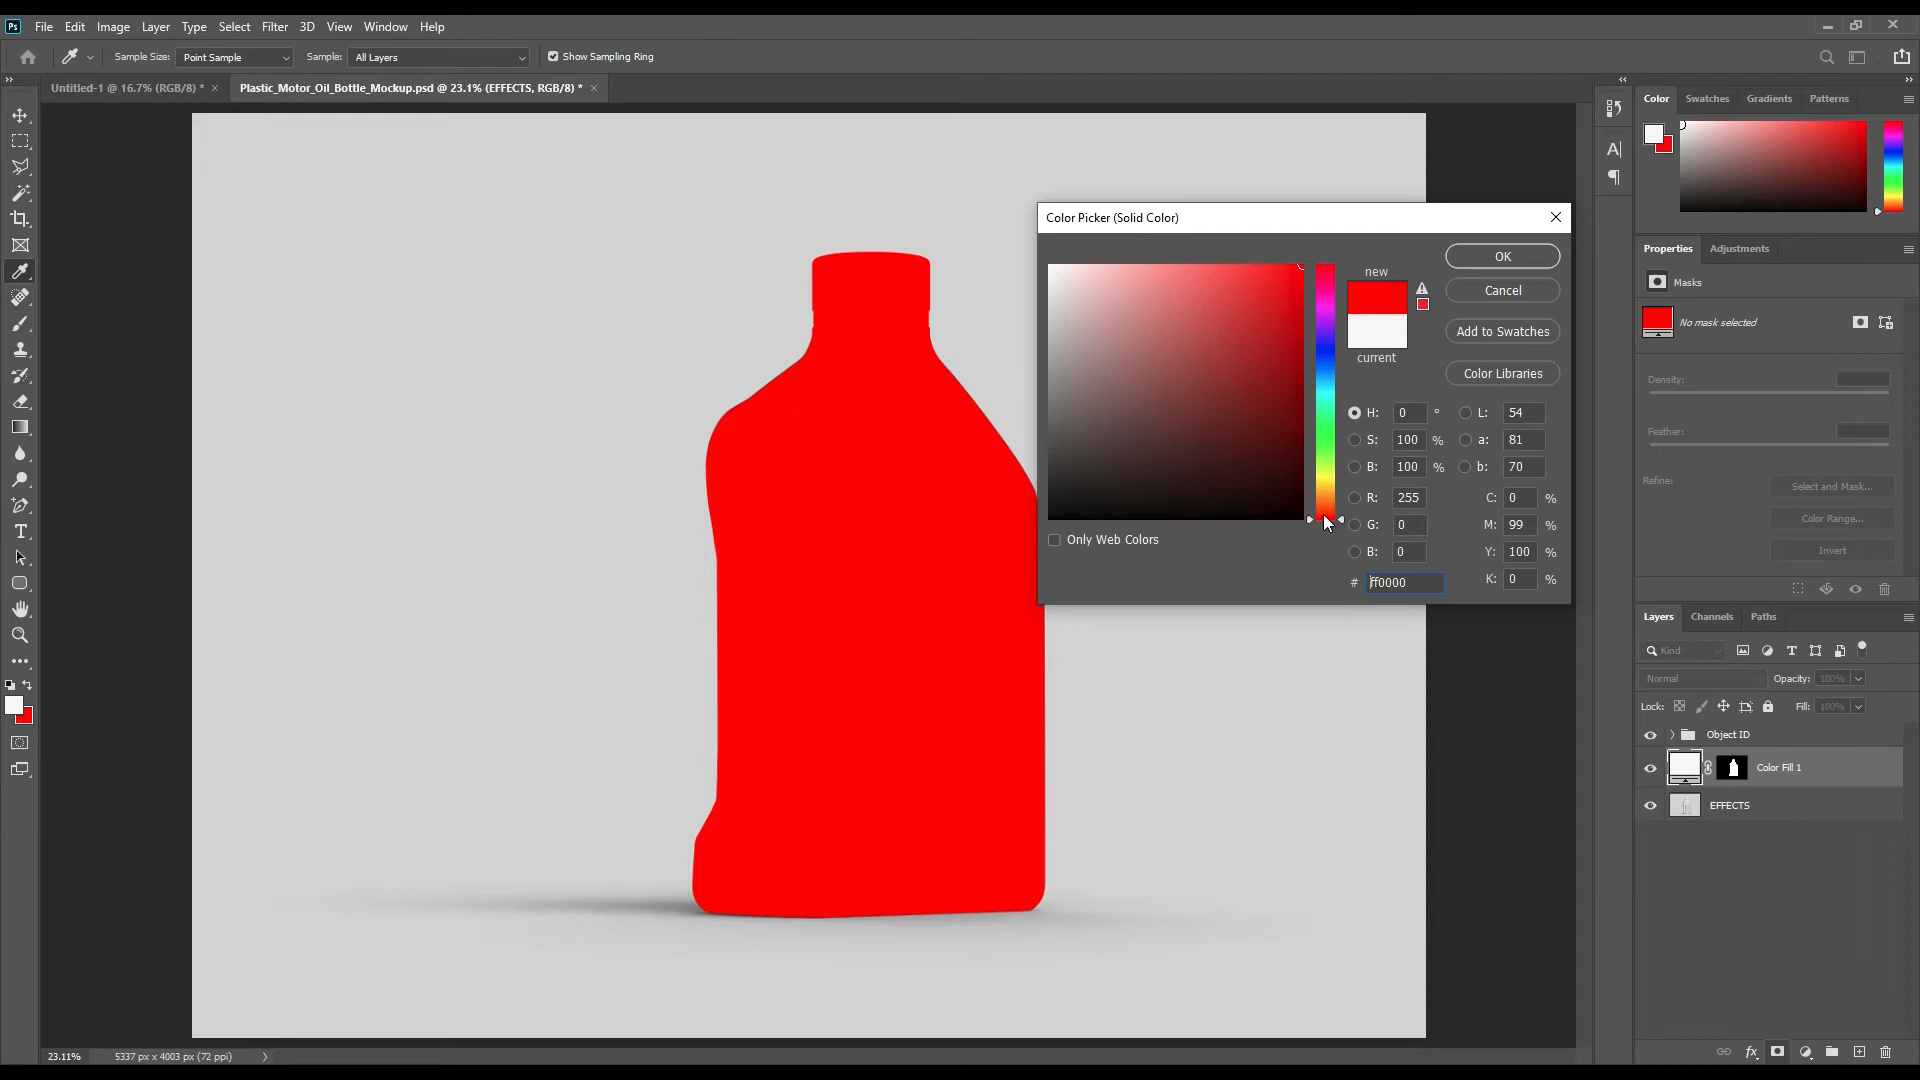 Ps File Edit Image Layer Type Select Filter 3D View Window Help
Sample Size: Point Sample Sample: All Layers Show Sampling Ring
Untitled-1 @ 16.7% (RGB/8) * × Plastic_Motor_Oil_Bottle_Mockup.psd @ 23.1% (EFFECTS, RGB/8) * ×
Color Swatches Gradients Patterns
Color Picker (Solid Color)
new
current
OK
Cancel
Add to Swatches
Color Libraries
H: 0 ° L: 54
S: 100 % a: 81
B: 100 % b: 70
R: 255 C: 0 %
G: 0 M: 99 %
B: 0 Y: 100 %
# ff0000 K: 0 %
Only Web Colors
Properties Adjustments
Masks
No mask selected
Density:
Feather:
Refine: Select and Mask...
Color Range...
Invert
Layers Channels Paths
Kind
Normal Opacity: 100%
Lock: Fill: 100%
Object ID
Color Fill 1
EFFECTS
23.11% 5337 px x 4003 px (72 ppi)